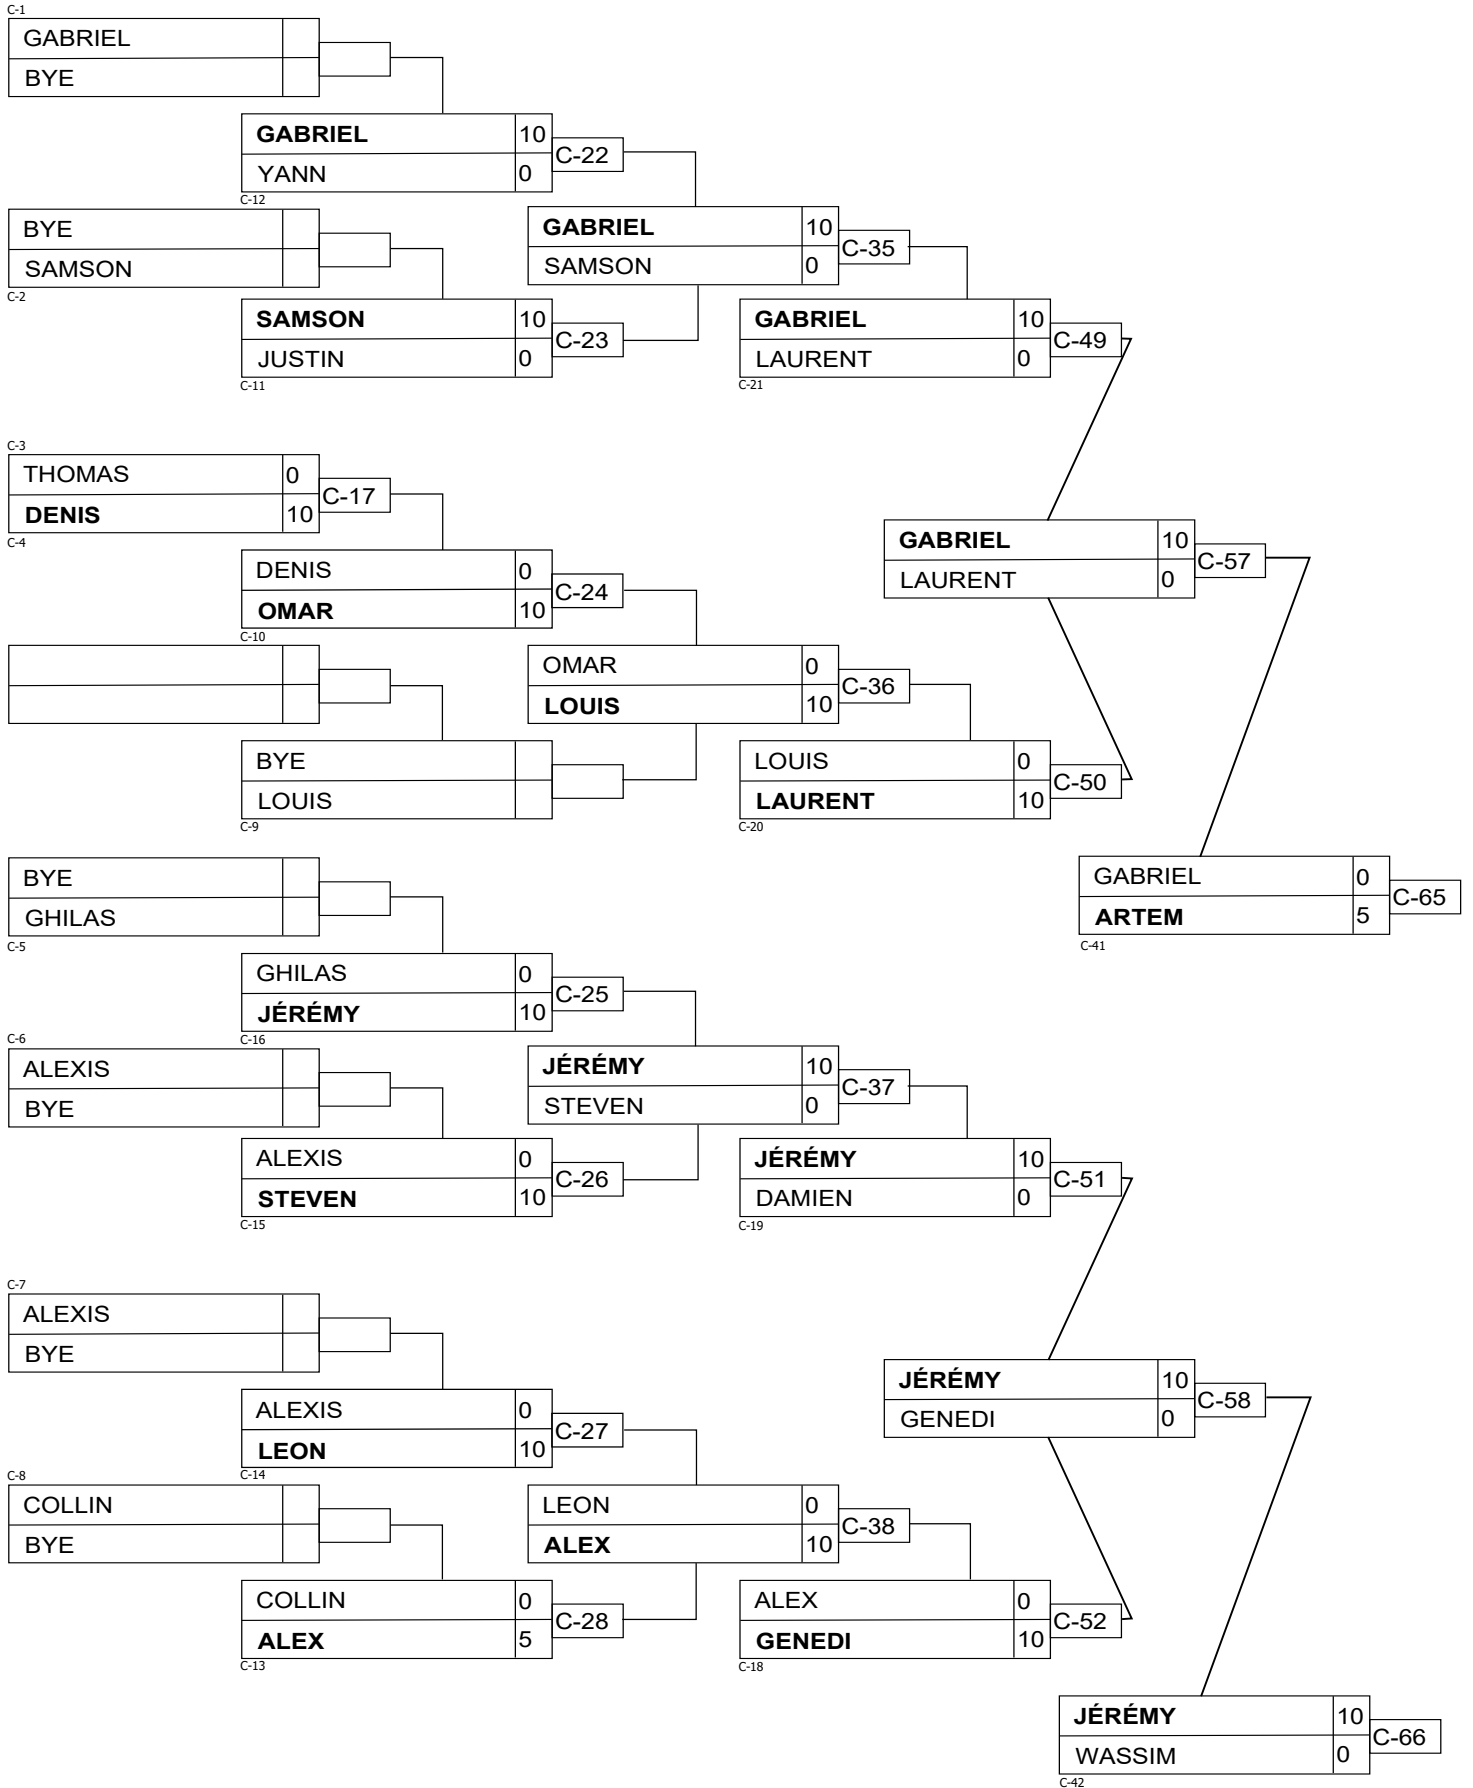 C-1
GABRIEL
BYE
GABRIEL 10
YANN 0
C-22
C-12
BYE
SAMSON
C-2
GABRIEL 10
SAMSON 0
C-35
SAMSON 10
JUSTIN 0
C-23
C-11
GABRIEL 10
LAURENT 0
C-49
C-21
C-3
THOMAS 0
DENIS 10
C-17
C-4
DENIS 0
OMAR 10
C-24
C-10
GABRIEL 10
LAURENT 0
C-57
OMAR 0
LOUIS 10
C-36
BYE
LOUIS
C-9
LOUIS 0
LAURENT 10
C-50
C-20
BYE
GHILAS
C-5
GABRIEL 0
ARTEM 5
C-65
C-41
GHILAS 0
JÉRÉMY 10
C-25
C-16
C-6
ALEXIS
BYE
JÉRÉMY 10
STEVEN 0
C-37
ALEXIS 0
STEVEN 10
C-26
C-15
JÉRÉMY 10
DAMIEN 0
C-51
C-19
C-7
ALEXIS
BYE
ALEXIS 0
LEON 10
C-27
C-14
JÉRÉMY 10
GENEDI 0
C-58
C-8
COLLIN
BYE
LEON 0
ALEX 10
C-38
COLLIN 0
ALEX 5
C-28
C-13
ALEX 0
GENEDI 10
C-52
C-18
JÉRÉMY 10
WASSIM 0
C-66
C-42